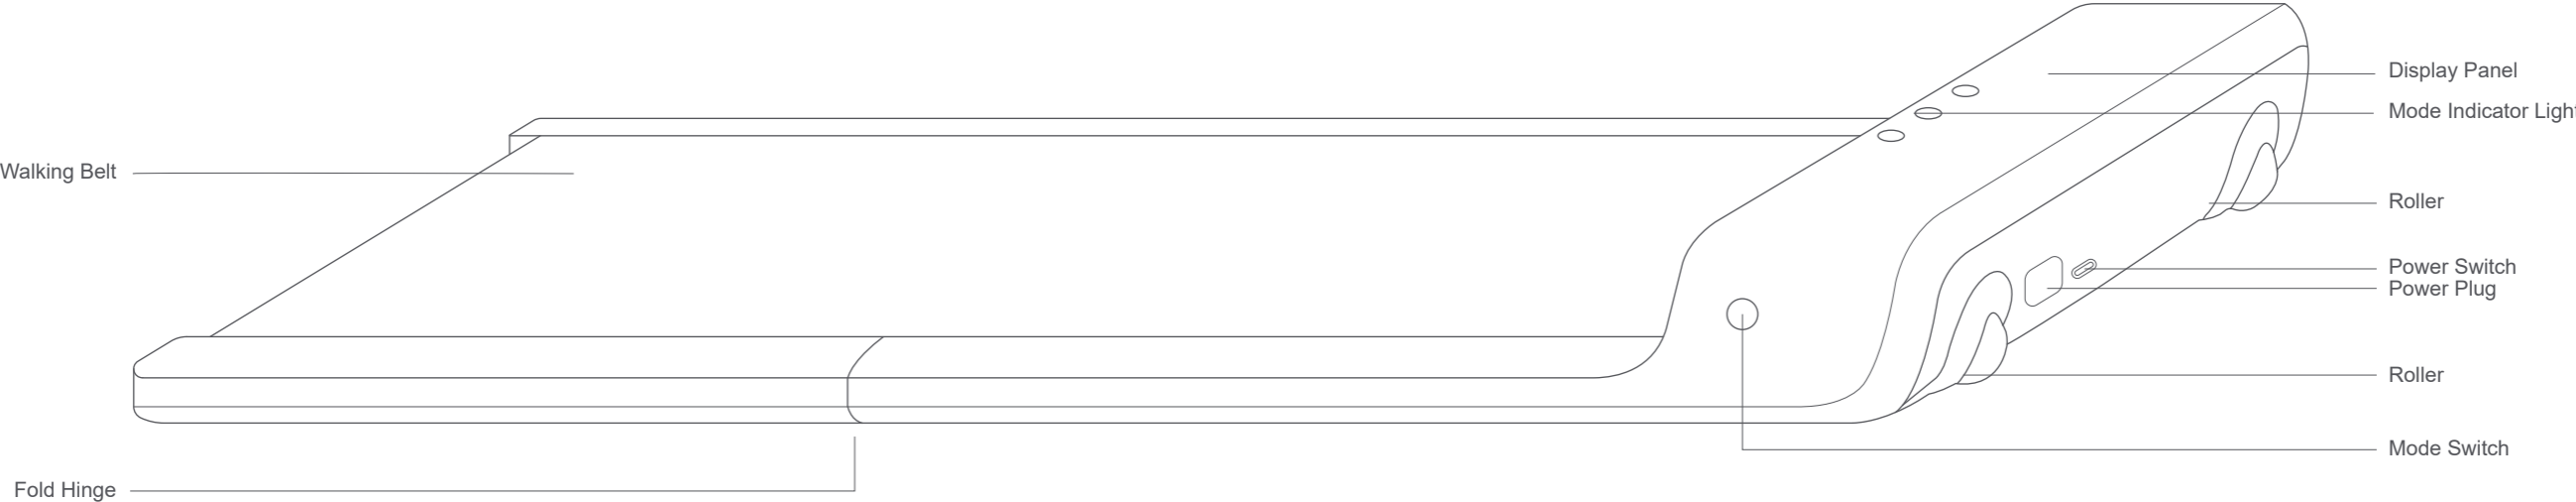 Display Panel
Mode Indicator Light
Walking Belt
Roller
Power Switch
Power Plug
Roller
Mode Switch
Fold Hinge